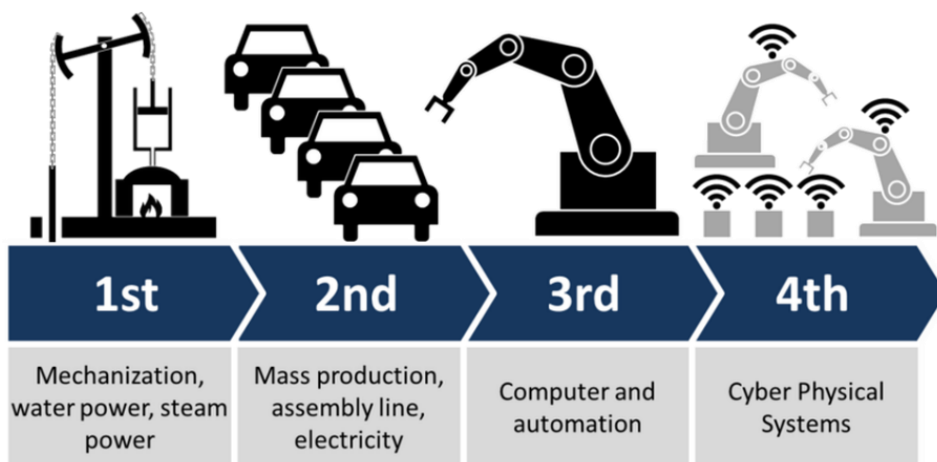 1st
2nd
3rd
4th
Mechanization,
water power, steam
power
Mass production,
assembly line,
electricity
Computer and
automation
Cyber Physical
Systems